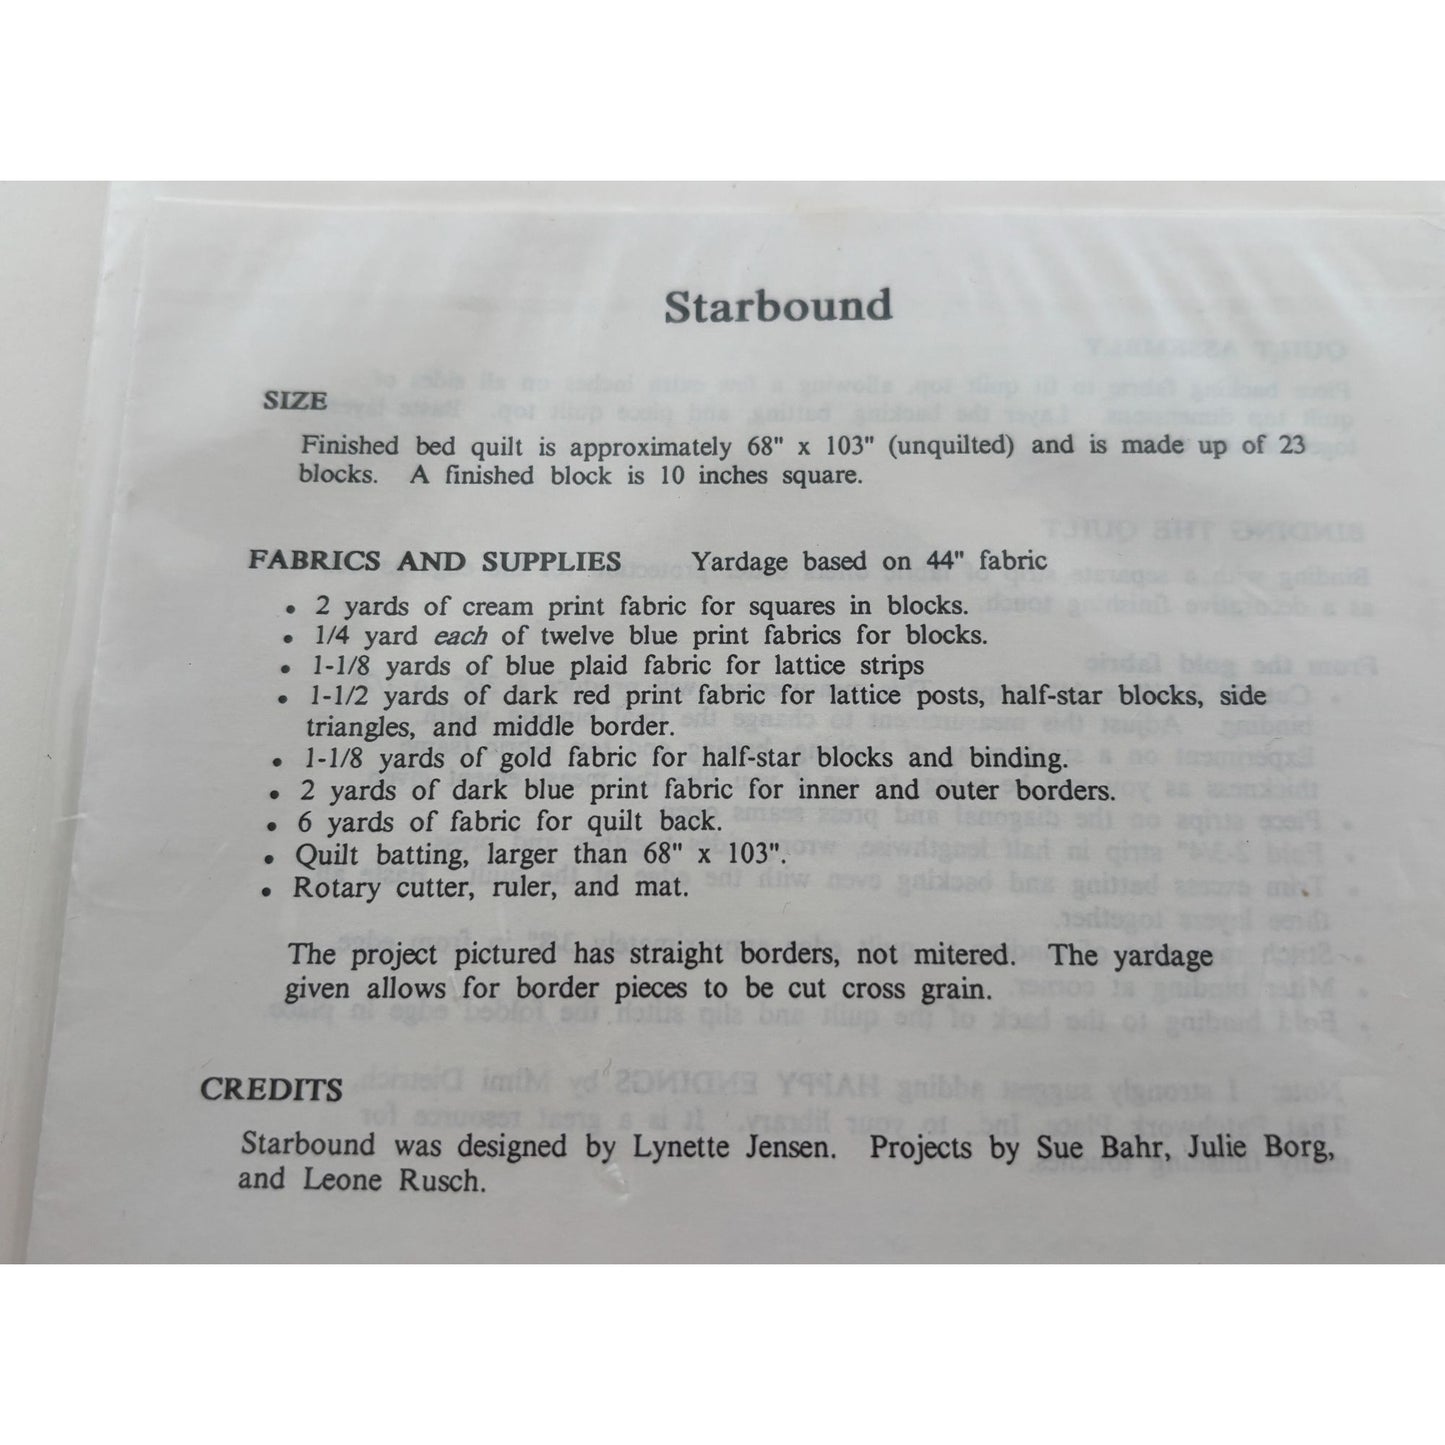 Starbound
SIZE
Finished bed quilt is approximately 68" x 103" (unquilted) and is made up of 23
blocks. A finished block is 10 inches square.
FABRICS AND SUPPLIES Yardage based on 44" fabric
• 2 yards of cream print fabric for squares in blocks.
• 1/4 yard each of twelve blue print fabrics for blocks.
• 1-1/8 yards of blue plaid fabric for lattice strips
• 1-1/2 yards of dark red print fabric for lattice posts, half-star blocks, side
triangles, and middle border.
• 1-1/8 yards of gold fabric for half-star blocks and binding.
• 2 yards of dark blue print fabric for inner and outer borders.
• 6 yards of fabric for quilt back.
• Quilt batting, larger than 68" x 103".
• Rotary cutter, ruler, and mat.
The project pictured has straight borders, not mitered. The yardage
given allows for border pieces to be cut cross grain.
CREDITS
Starbound was designed by Lynette Jensen. Projects by Sue Bahr, Julie Borg,
and Leone Rusch.